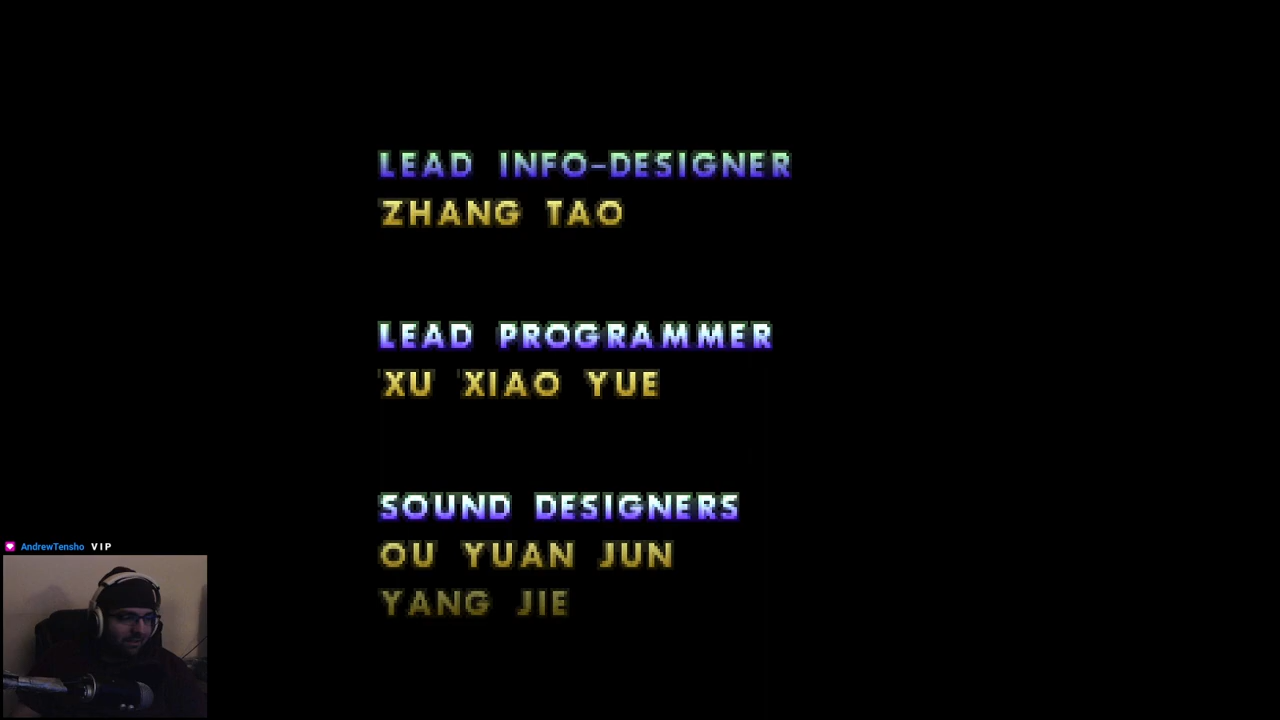 LEAD INFO-DESIGNER
ZHANG TAO
LEAD PROGRAMMER
XU XIAO YUE
SOUND DESIGNERS
OU YUAN JUN
YANG JIE
AndrewTensho VIP